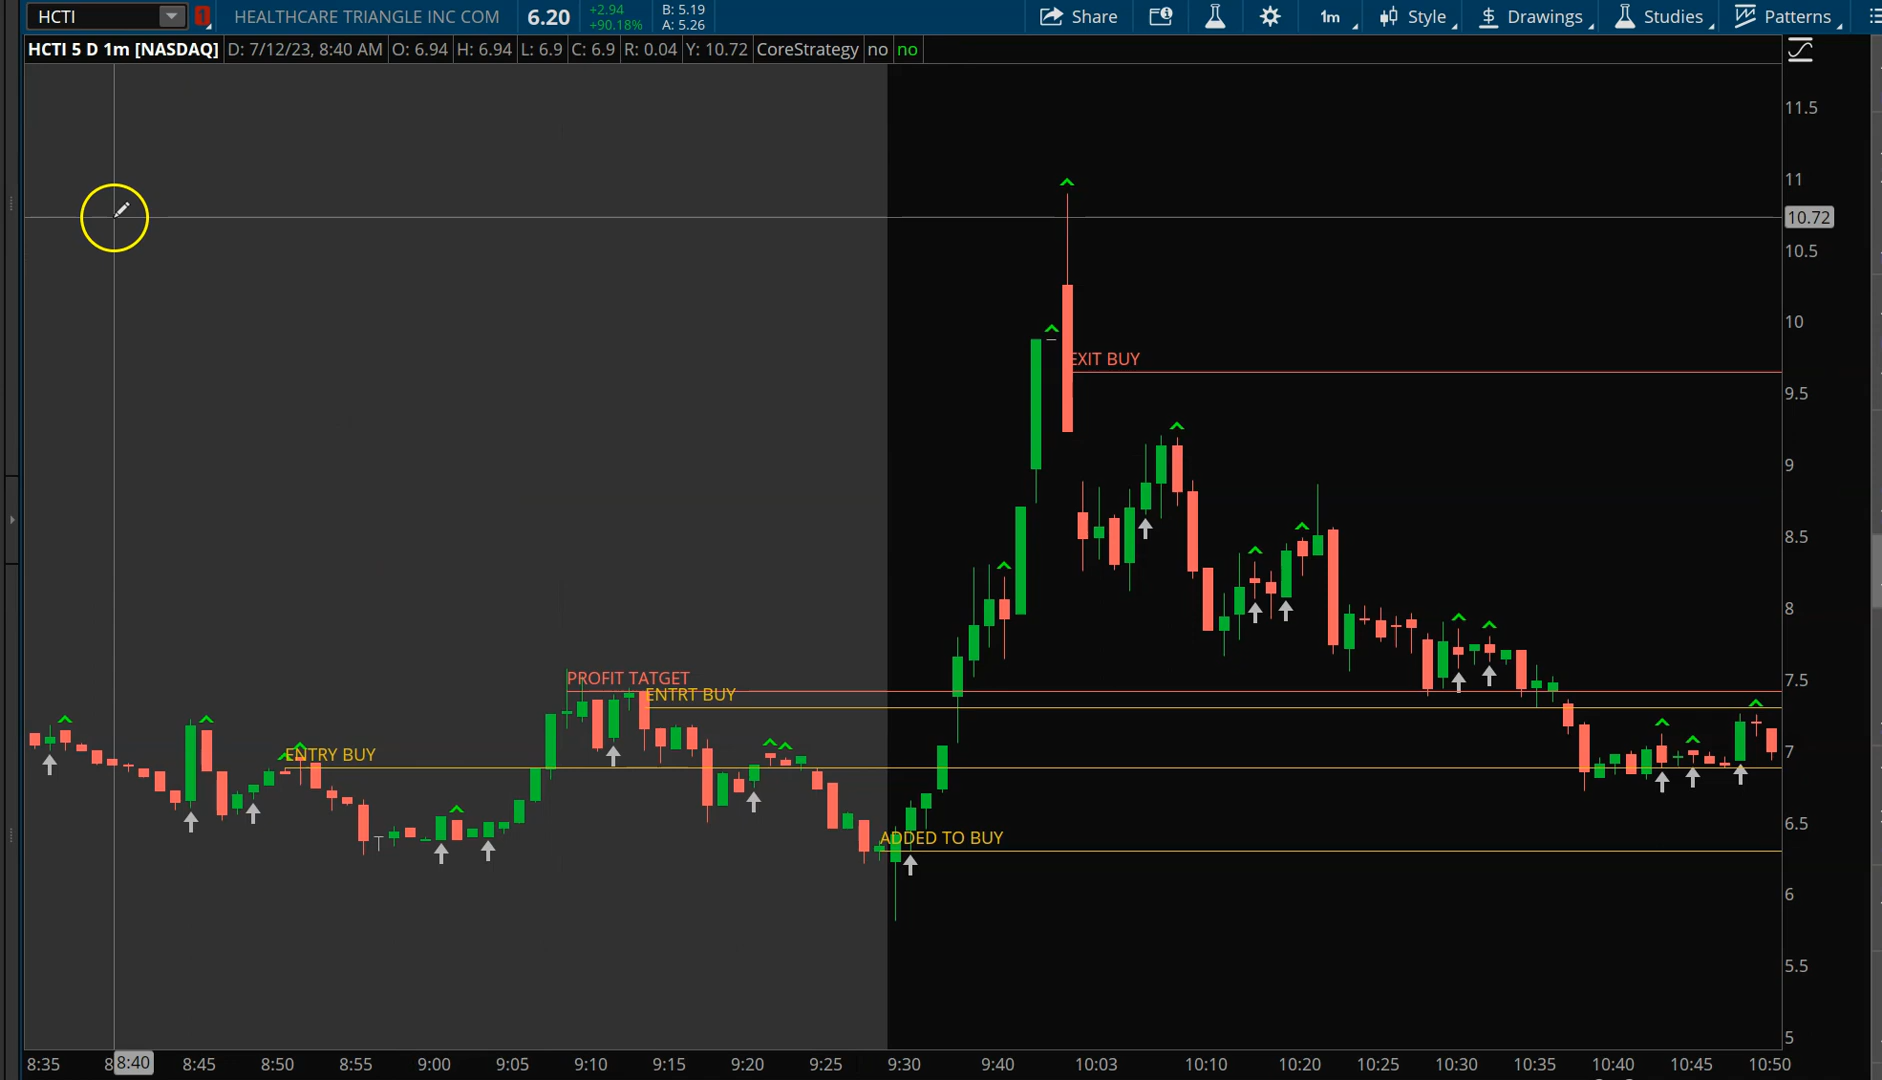 HCTI 1 HEALTHCARE TRIANGLE INC COM 6.20 +2.94 +90.18% B: 5.19 A: 5.26 Share 1m Style Drawings Studies Patterns
HCTI 5 D 1m [NASDAQ] D: 7/12/23, 8:40 AM O: 6.94 H: 6.94 L: 6.9 C: 6.9 R: 0.04 Y: 10.72 CoreStrategy no no
11.5
11
10.72
10.5
10
EXIT BUY
9.5
9
8.5
8
PROFIT TATGET
7.5
ENTRT BUY
ENTRY BUY
7
6.5
ADDED TO BUY
6
5.5
5
8:35 8 8:40 8:45 8:50 8:55 9:00 9:05 9:10 9:15 9:20 9:25 9:30 9:40 10:03 10:10 10:20 10:25 10:30 10:35 10:40 10:45 10:50